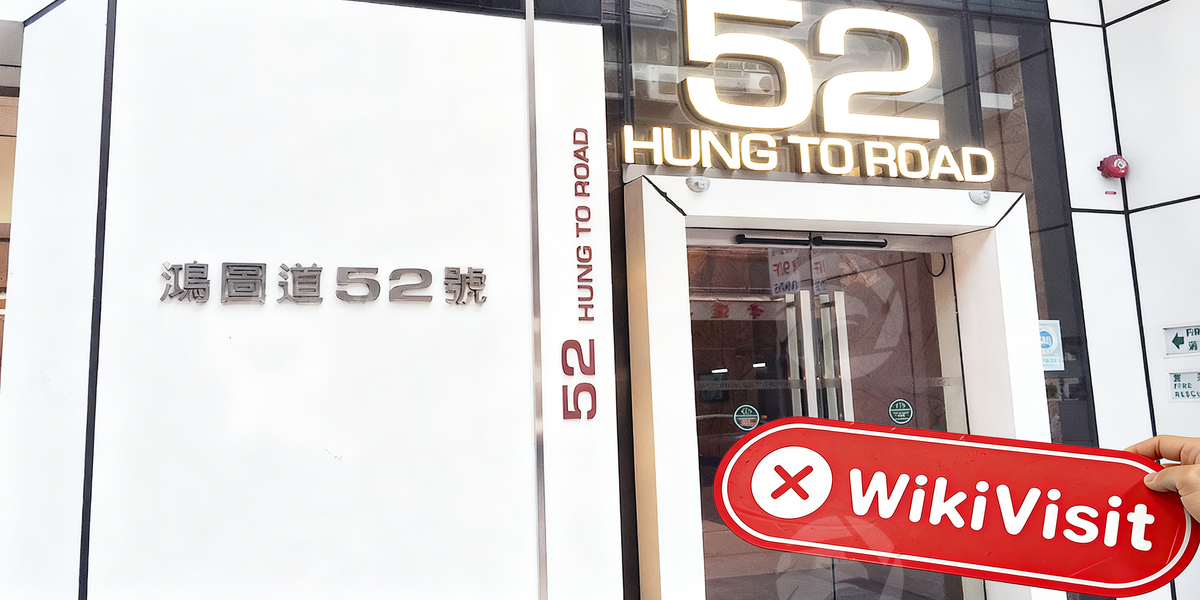 52
HUNG TO ROAD
鴻圖道52號
52 HUNG TO ROAD
WikiVisit